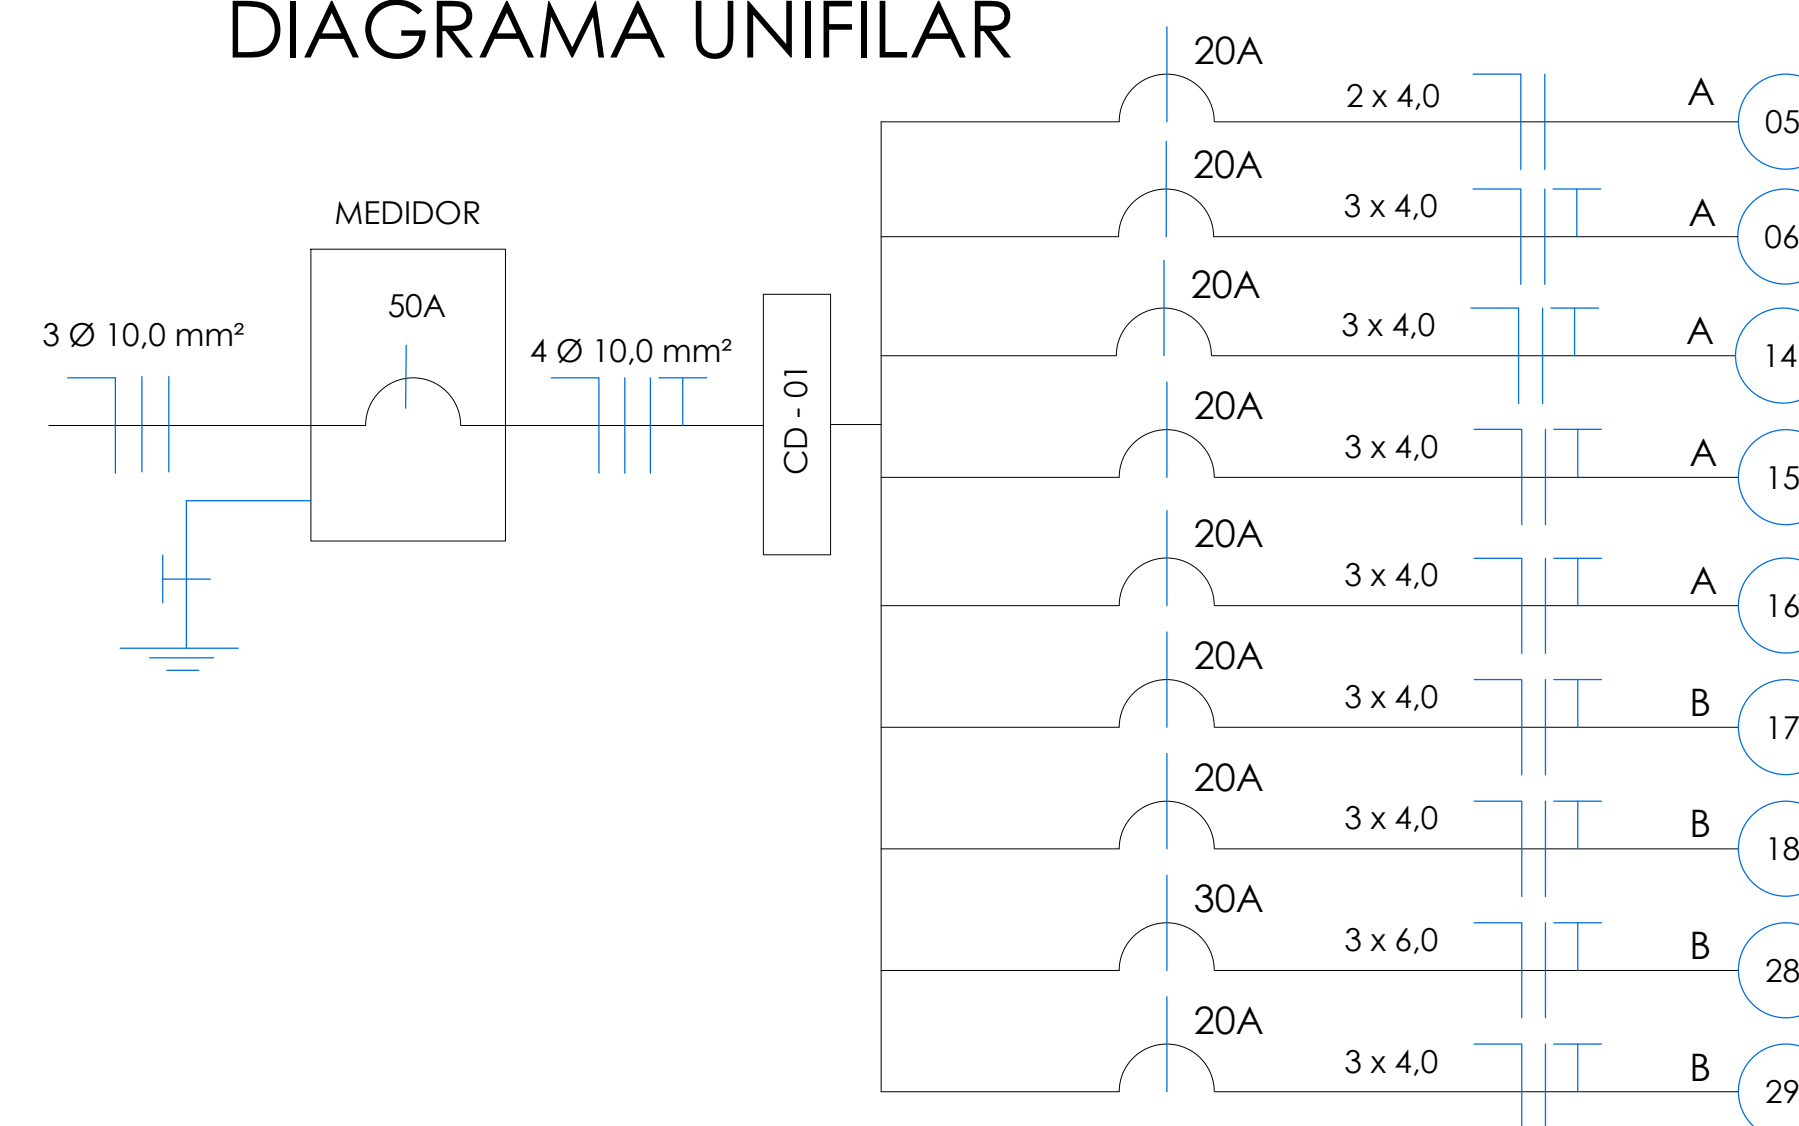 DIAGRAMA UNIFILAR
MEDIDOR
50A
3 Ø 10,0 mm²
4 Ø 10,0 mm²
CD - 01
20A
2 x 4,0
A
05
20A
3 x 4,0
A
06
20A
3 x 4,0
A
14
20A
3 x 4,0
A
15
20A
3 x 4,0
A
16
20A
3 x 4,0
B
17
20A
3 x 4,0
B
18
30A
3 x 6,0
B
28
20A
3 x 4,0
B
29